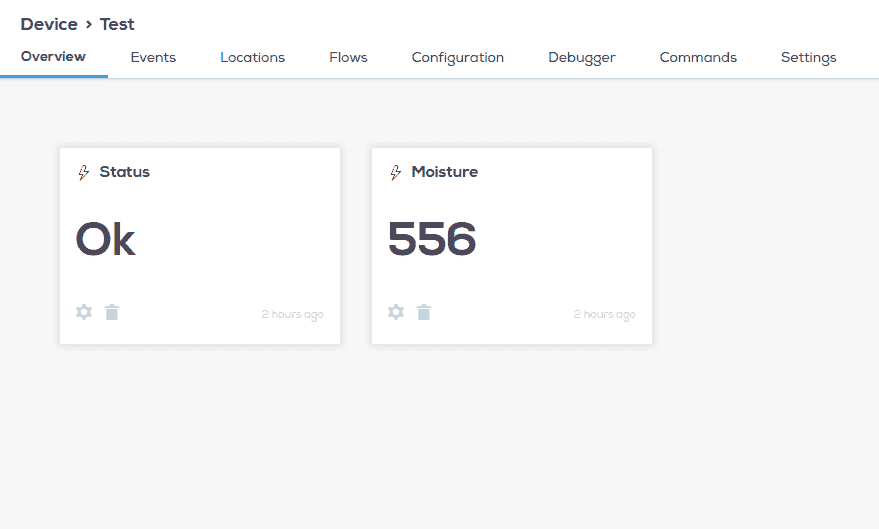 Device > Test
Overview Events Locations Flows Configuration Debugger Commands Settings
Status
Ok
2 hours ago
Moisture
556
2 hours ago